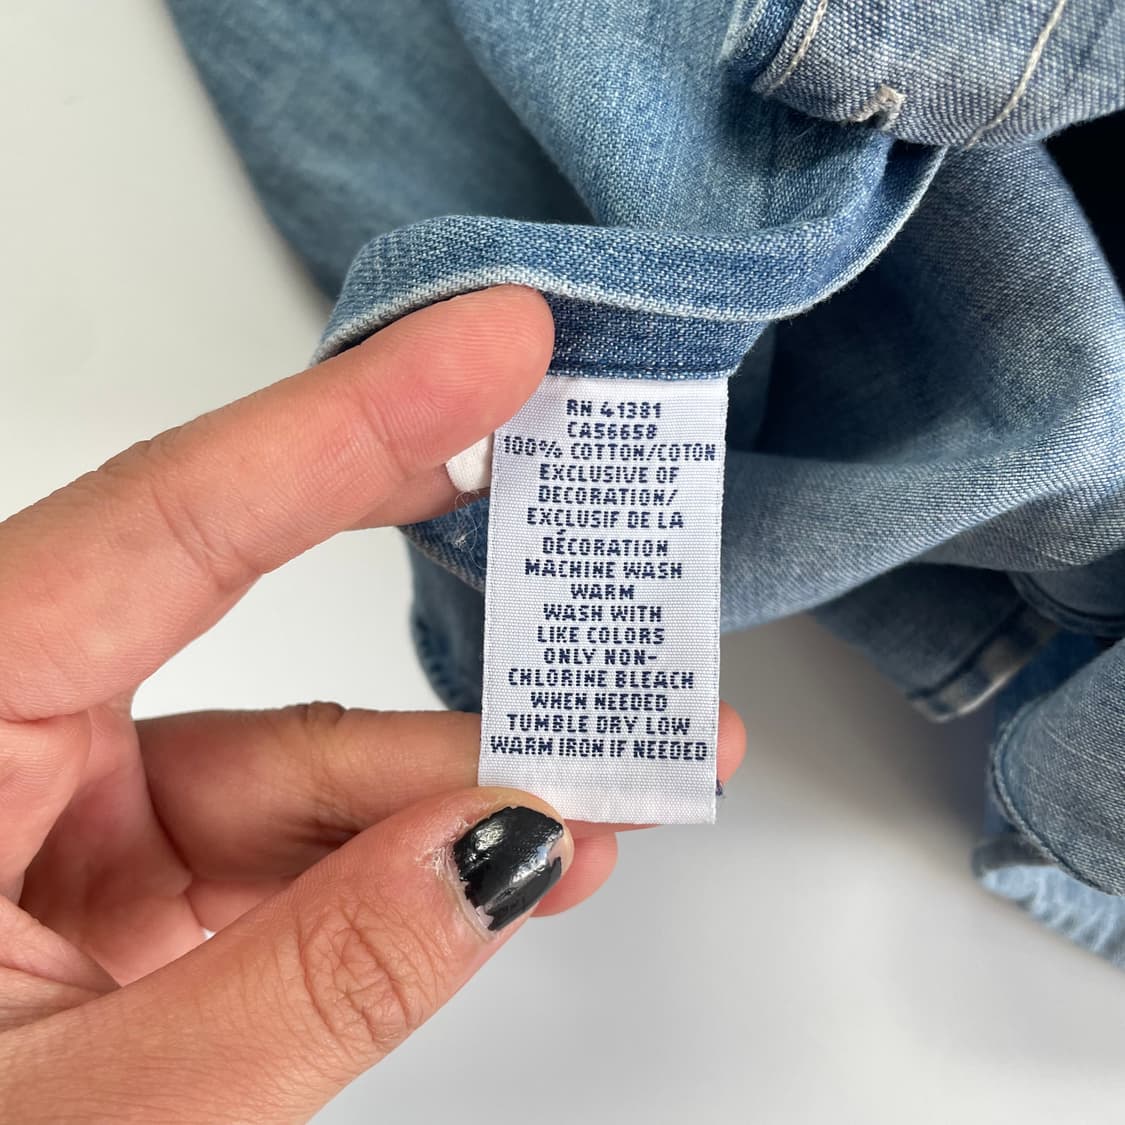 RN 41381
CA56658
100% COTTON/COTON
EXCLUSIVE OF
DECORATION/
EXCLUSIF DE LA
DÉCORATION
MACHINE WASH
WARM
WASH WITH
LIKE COLORS
ONLY NON-
CHLORINE BLEACH
WHEN NEEDED
TUMBLE DRY LOW
WARM IRON IF NEEDED